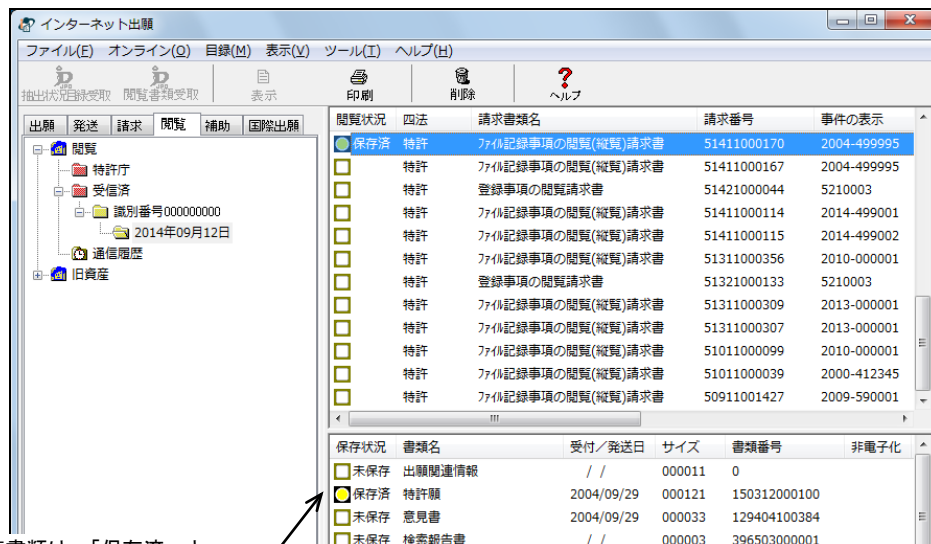 インターネット出願
ファイル(F) オンライン(O) 目録(M) 表示(V) ツール(T) ヘルプ(H)
抽出状況目録受取 閲覧書類受取 表示 印刷 削除 ヘルプ
出願 発送 請求 閲覧 補助 国際出願
閲覧
特許庁
受信済
識別番号000000000
2014年09月12日
通信履歴
旧資産
閲覧状況 四法 請求書類名 請求番号 事件の表示
保存済 特許 ファイル記録事項の閲覧(縦覧)請求書 51411000170 2004-499995
特許 ファイル記録事項の閲覧(縦覧)請求書 51411000167 2004-499995
特許 登録事項の閲覧請求書 51421000044 5210003
特許 ファイル記録事項の閲覧(縦覧)請求書 51411000114 2014-499001
特許 ファイル記録事項の閲覧(縦覧)請求書 51411000115 2014-499002
特許 ファイル記録事項の閲覧(縦覧)請求書 51311000356 2010-000001
特許 登録事項の閲覧請求書 51321000133 5210003
特許 ファイル記録事項の閲覧(縦覧)請求書 51311000309 2013-000001
特許 ファイル記録事項の閲覧(縦覧)請求書 51311000307 2013-000001
特許 ファイル記録事項の閲覧(縦覧)請求書 51011000099 2010-000001
特許 ファイル記録事項の閲覧(縦覧)請求書 51011000039 2000-412345
特許 ファイル記録事項の閲覧(縦覧)請求書 50911001427 2009-590001
保存状況 書類名 受付/発送日 サイズ 書類番号 非電子化
未保存 出願関連情報 / / 000011 0
保存済 特許願 2004/09/29 000121 150312000100
未保存 意見書 2004/09/29 000033 129404100384
未保存 検索報告書 / / 000003 396503000001